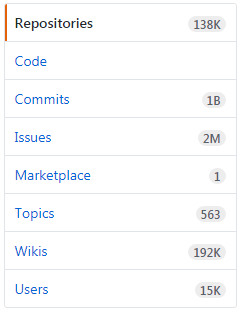 Repositories 138K
Code
Commits 1B
Issues 2M
Marketplace 1
Topics 563
Wikis 192K
Users 15K